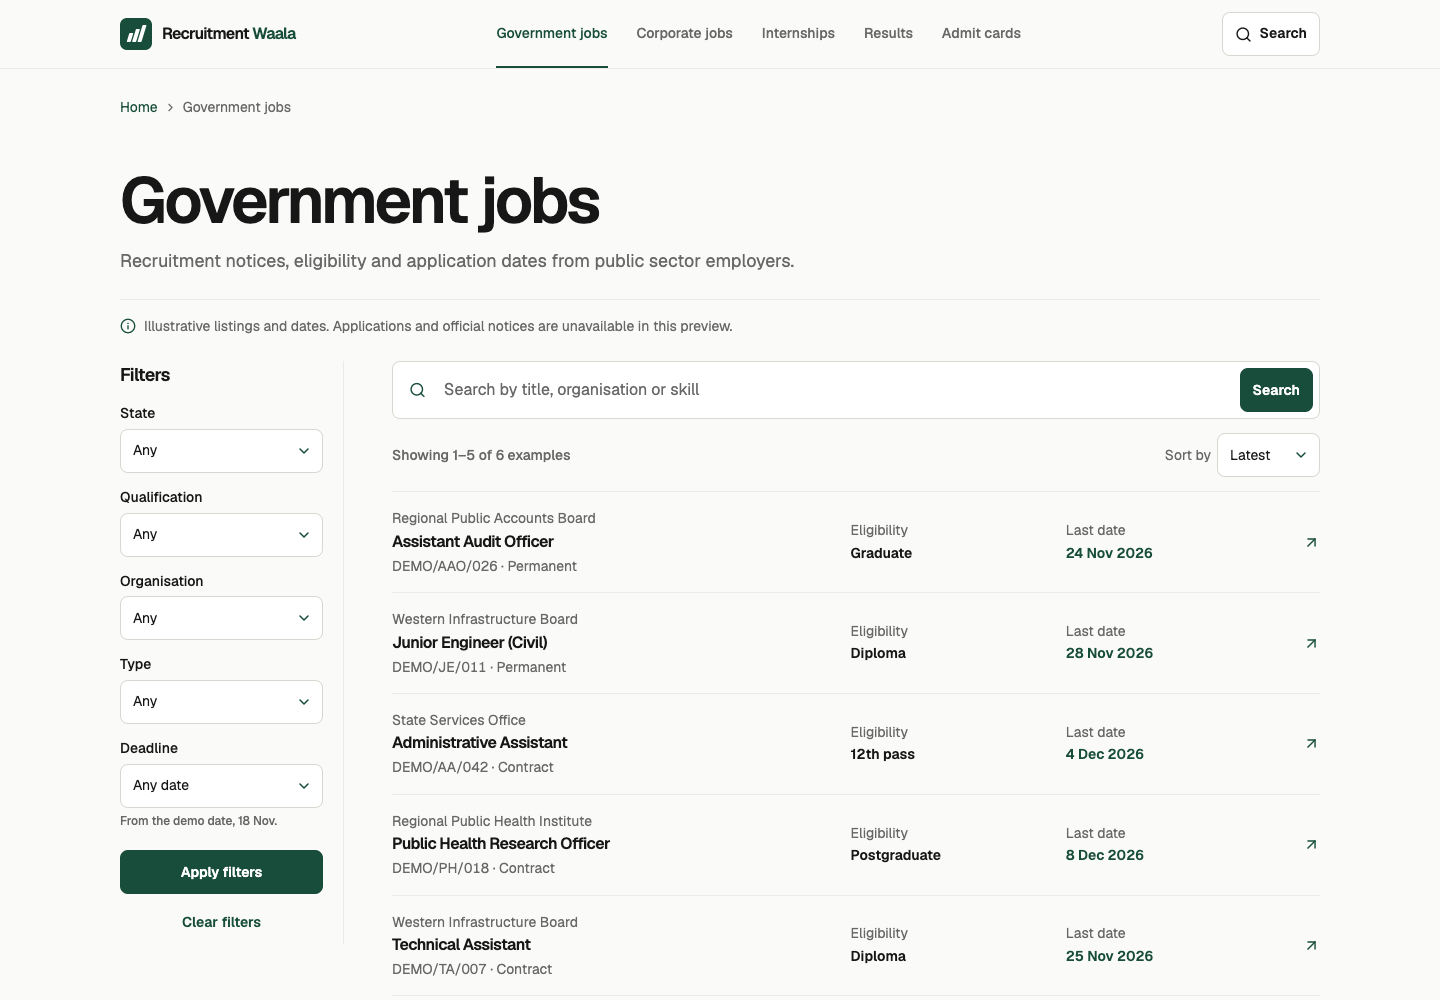 Recruitment Waala
Government jobs
Corporate jobs
Internships
Results
Admit cards
Search
Home
Government jobs
Government jobs
Recruitment notices, eligibility and application dates from public sector employers.
Illustrative listings and dates. Applications and official notices are unavailable in this preview.
Filters
State
Any
Qualification
Any
Organisation
Any
Type
Any
Deadline
Any date
From the demo date, 18 Nov.
Apply filters
Clear filters
Search by title, organisation or skill
Search
Showing 1–5 of 6 examples
Sort by
Latest
Regional Public Accounts Board
Assistant Audit Officer
DEMO/AAO/026 · Permanent
Eligibility
Graduate
Last date
24 Nov 2026
Western Infrastructure Board
Junior Engineer (Civil)
DEMO/JE/011 · Permanent
Eligibility
Diploma
Last date
28 Nov 2026
State Services Office
Administrative Assistant
DEMO/AA/042 · Contract
Eligibility
12th pass
Last date
4 Dec 2026
Regional Public Health Institute
Public Health Research Officer
DEMO/PH/018 · Contract
Eligibility
Postgraduate
Last date
8 Dec 2026
Western Infrastructure Board
Technical Assistant
DEMO/TA/007 · Contract
Eligibility
Diploma
Last date
25 Nov 2026